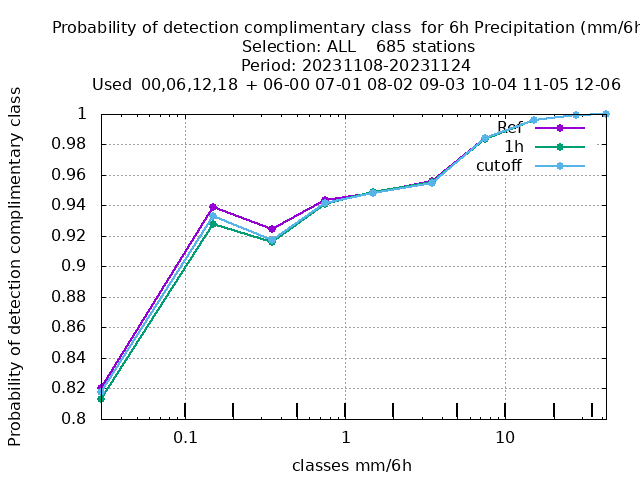 Probability of detection complimentary class  for 6h Precipitation (mm/6h
Selection: ALL    685 stations
Period: 20231108-20231124
Used  00,06,12,18  + 06-00 07-01 08-02 09-03 10-04 11-05 12-06
Probability of detection complimentary class
1
0.98
0.96
0.94
0.92
0.9
0.88
0.86
0.84
0.82
0.8
Ref
1h
cutoff
0.1
1
10
classes mm/6h